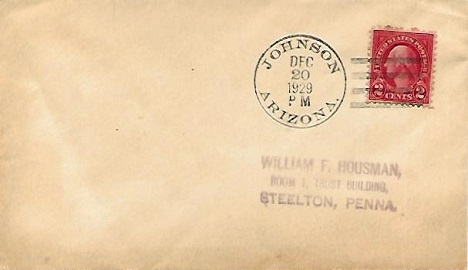 JOHNSON
DEC
20
1929
PM
ARIZONA.
UNITED STATES POSTAGE
2 CENTS 2
WILLIAM F. HOUSMAN,
ROOM 1, TRUST BUILDING,
STEELTON, PENNA.